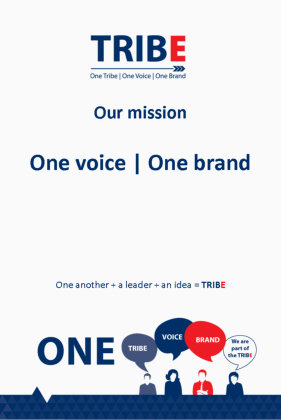 TRIBE
One Tribe | One Voice | One Brand
Our mission
One voice | One brand
One another + a leader + an idea = TRIBE
ONE
TRIBE
VOICE
BRAND
We are
part of
the TRIBE